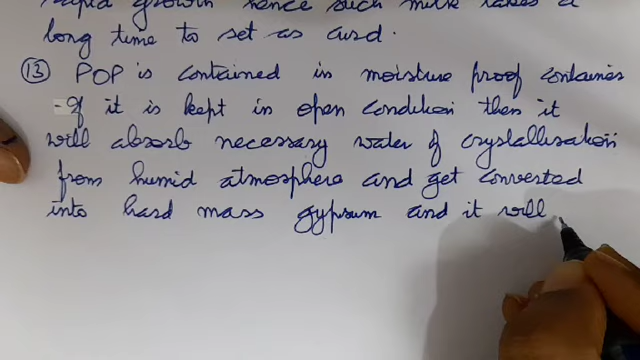 rapid growth hence such milk takes a
long time to set as curd.
13 POP is contained in moisture proof containers
- If it is kept in open condition then it
will absorb necessary water of crystallisation
from humid atmosphere and get converted
into hard mass gypsum and it will